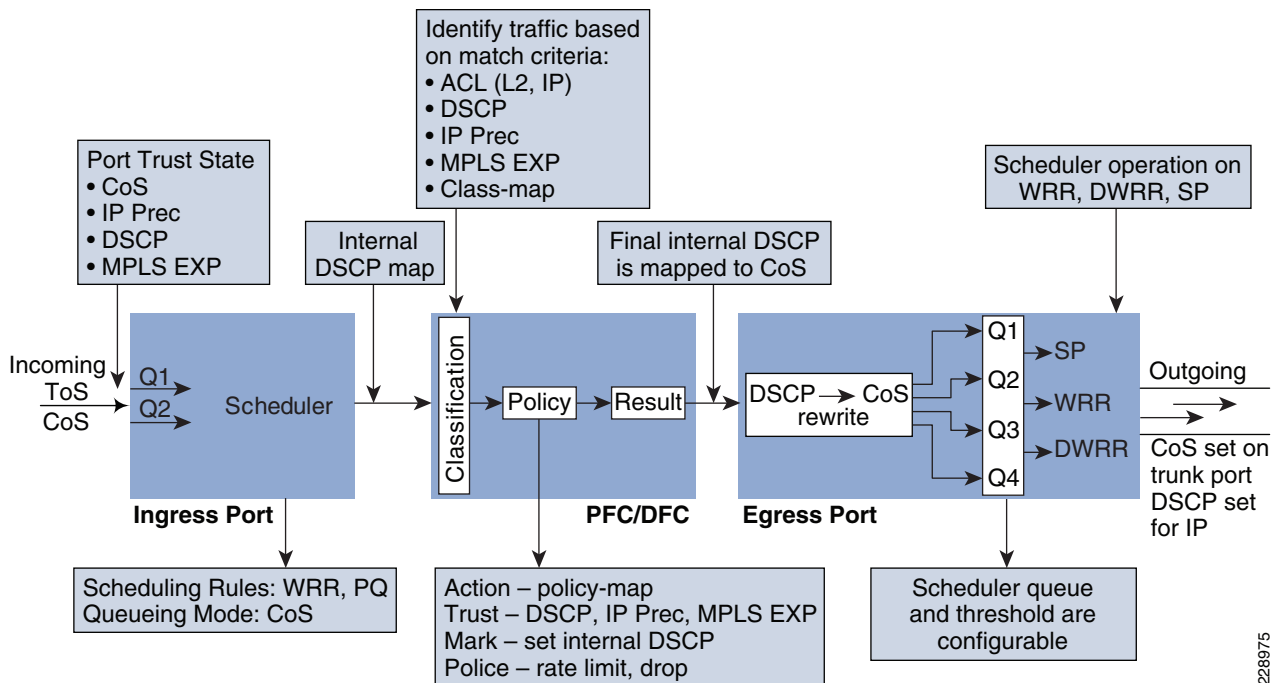 Identify traffic based
on match criteria:
• ACL (L2, IP)
• DSCP
• IP Prec
• MPLS EXP
• Class-map
Port Trust State
• CoS
• IP Prec
• DSCP
• MPLS EXP
Internal
DSCP map
Final internal DSCP
is mapped to CoS
Scheduler operation on
WRR, DWRR, SP
Incoming
ToS
CoS
Q1
Q2
Scheduler
Ingress Port
Classification
Policy
Result
PFC/DFC
DSCP → CoS
rewrite
Q1
Q2
Q3
Q4
SP
WRR
DWRR
Egress Port
Outgoing
CoS set on
trunk port
DSCP set
for IP
Scheduling Rules: WRR, PQ
Queueing Mode: CoS
Action – policy-map
Trust – DSCP, IP Prec, MPLS EXP
Mark – set internal DSCP
Police – rate limit, drop
Scheduler queue
and threshold are
configurable
228975